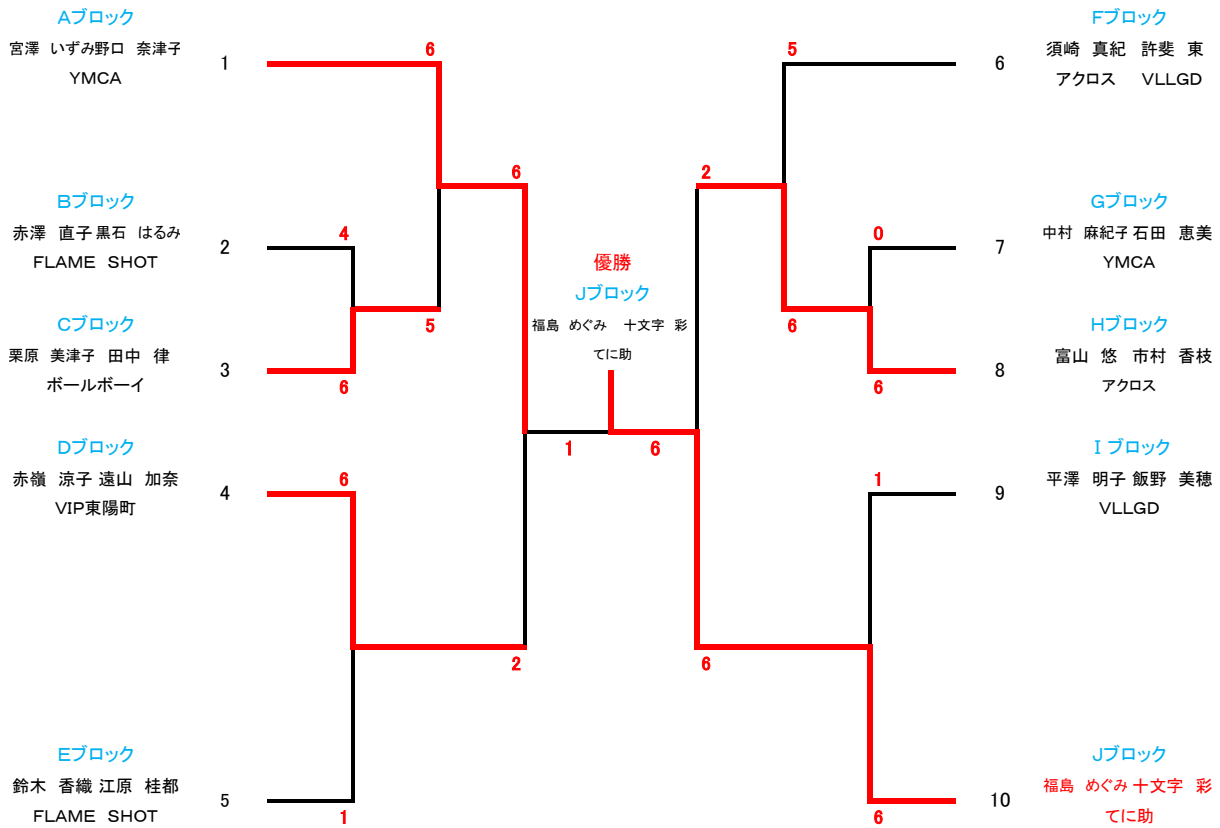 Aブロック
宮澤 いずみ野口 奈津子
1
YMCA
6
Bブロック
赤澤 直子 黒石 はるみ
2
FLAME SHOT
4
Cブロック
栗原 美津子 田中 律
3
ボールボーイ
6
5
6
Dブロック
赤嶺 涼子 遠山 加奈
4
VIP東陽町
6
Eブロック
鈴木 香織 江原 桂都
5
FLAME SHOT
1
2
優勝
Jブロック
福島 めぐみ 十文字 彩
てに助
1
6
Fブロック
須崎 真紀 許斐 東
6
アクロス VLLGD
5
2
Gブロック
中村 麻紀子 石田 恵美
7
YMCA
0
Hブロック
富山 悠 市村 香枝
8
アクロス
6
6
Iブロック
平澤 明子 飯野 美穂
9
VLLGD
1
6
Jブロック
福島 めぐみ 十文字 彩
10
てに助
6